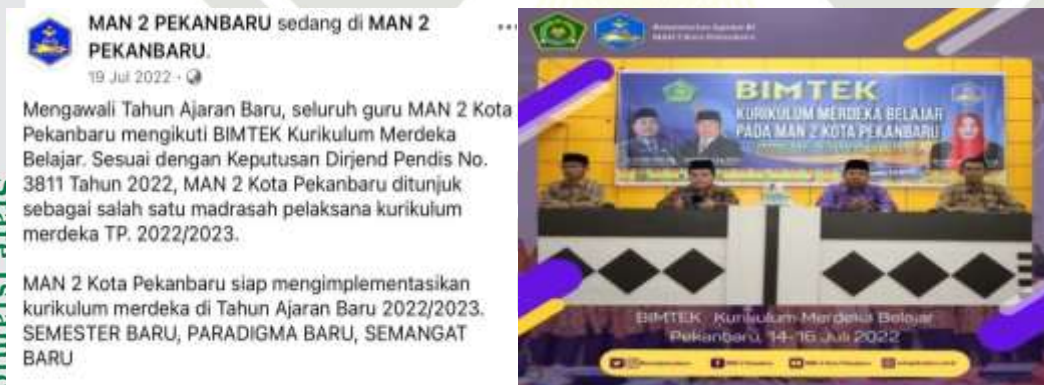 MAN 2 PEKANBARU sedang di MAN 2
PEKANBARU.
19 Jul 2022
Mengawali Tahun Ajaran Baru, seluruh guru MAN 2 Kota
Pekanbaru mengikuti BIMTEK Kurikulum Merdeka
Belajar. Sesuai dengan Keputusan Dirjend Pendis No.
3811 Tahun 2022, MAN 2 Kota Pekanbaru ditunjuk
sebagai salah satu madrasah pelaksana kurikulum
merdeka TP. 2022/2023.
MAN 2 Kota Pekanbaru siap mengimplementasikan
kurikulum merdeka di Tahun Ajaran Baru 2022/2023.
SEMESTER BARU, PARADIGMA BARU, SEMANGAT
BARU
BIMTEK
KURIKULUM MERDEKA BELAJAR
PADA MAN 2 KOTA PEKANBARU
BIMTEK Kurikulum Merdeka Belajar
Pekanbaru, 14-16 Juli 2022